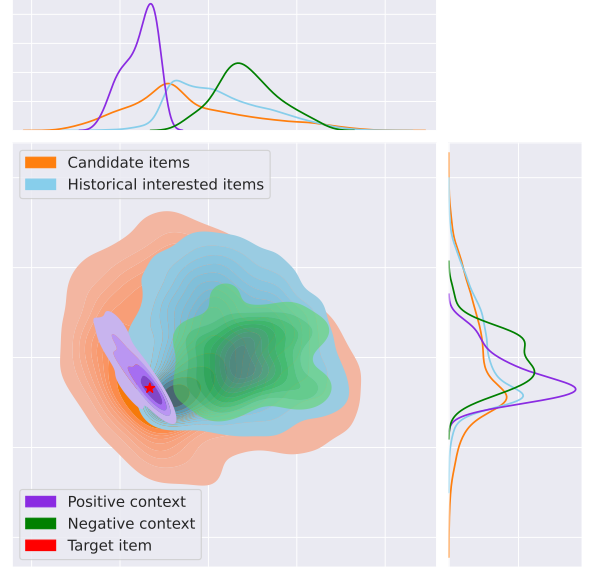 Candidate items
Historical interested items
Positive context
Negative context
Target item